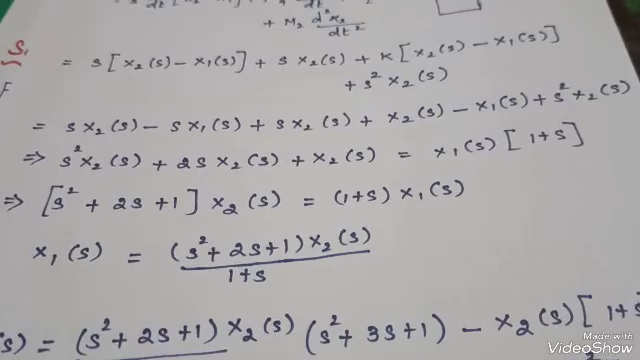 + M₂ d²x₂/dt²
S.
= s[x₂(s) - x₁(s)] + s x₂(s) + K[x₂(s) - x₁(s)]
+ s² x₂(s)
= s x₂(s) - s x₁(s) + s x₂(s) + x₂(s) - x₁(s) + s² x₂(s)
⇒ s² x₂(s) + 2s x₂(s) + x₂(s) = x₁(s) [1+s]
⇒ [s² + 2s + 1] x₂(s) = (1+s) x₁(s)
x₁(s) = (s² + 2s + 1) x₂(s) / 1+s
(s) = (s² + 2s + 1) x₂(s) (s² + 3s + 1) - x₂(s) [1+s
Made with
VideoShow